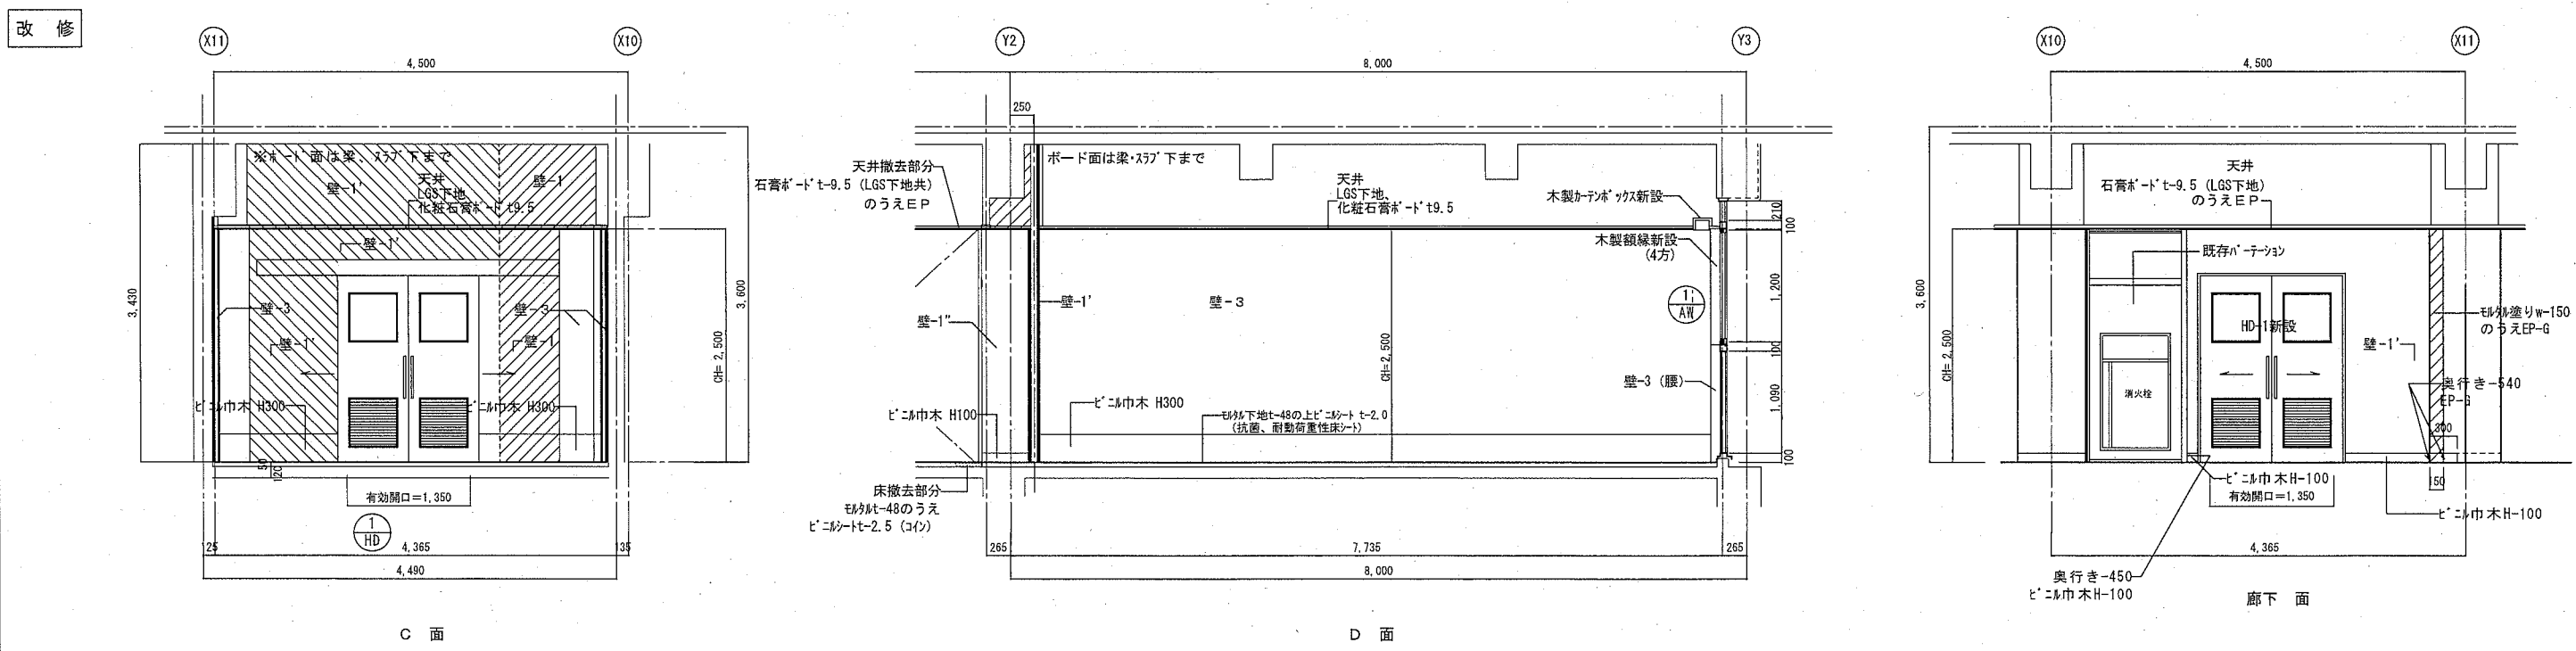 改 修
X11
X10
4,500
※ボード面は梁、スラブ下まで
壁-1'
壁-1
天井
LGS下地、
化粧石膏ボード t9.5
壁-1'
3,430
3,600
CH=2,500
壁-3
壁-3
壁-1'
壁-1
ビニル巾木 H300
ビニル巾木 H300
50
120
有効開口=1,350
1
HD
125
4,365
135
4,490
C 面
Y2
Y3
8,000
250
天井撤去部分
石膏ボードt-9.5 (LGS下地共)
のうえEP
ボード面は梁・スラブ下まで
天井
LGS下地、
化粧石膏ボードt9.5
木製カーテンボックス新設
210
100
木製額縁新設
(4方)
1
AW
1,200
壁-1'
壁-3
壁-1"
CH=2,500
100
壁-3 (腰)
1,090
ビニル巾木 H300
ビニル巾木 H100
モルタル下地t-48の上ビニルシート t-2.0
(抗菌、耐動荷重性床シート)
100
床撤去部分
モルタルt-48のうえ
ビニルシートt-2.5 (コイン)
265
7,735
265
8,000
D 面
X10
X11
4,500
天井
石膏ボードt-9.5 (LGS下地)
のうえEP
3,600
CH=2,500
既存パーテーション
HD-1新設
モルタル塗りw-150
のうえEP-G
壁-1'
消火栓
奥行き-540
EP-G
300
150
ビニル巾木H-100
有効開口=1,350
ビニル巾木H-100
4,365
奥行き-450
ビニル巾木H-100
廊下 面